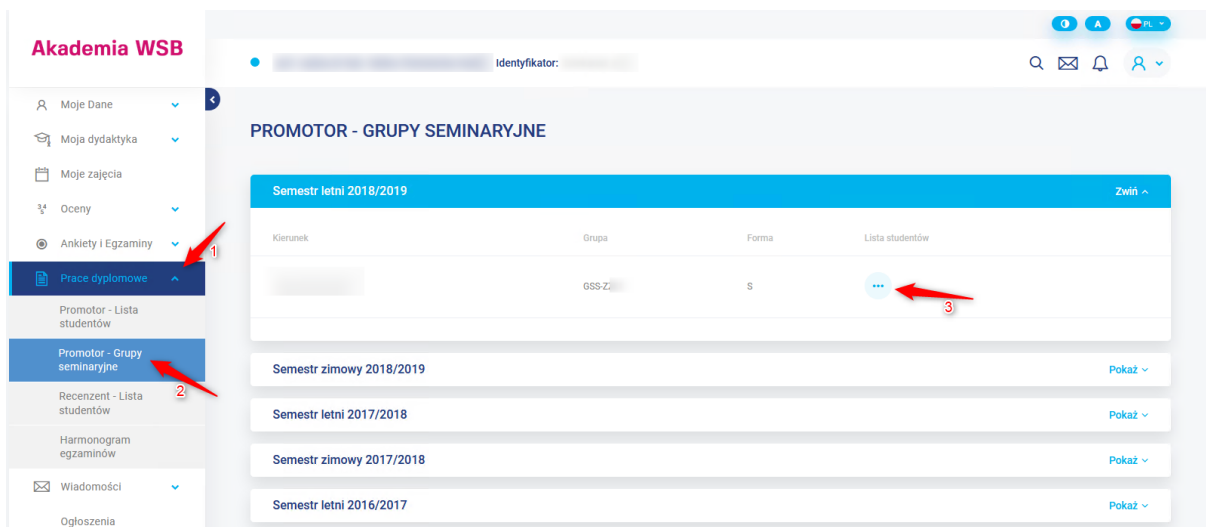 PL
Akademia WSB
Identyfikator:
Moje Dane
Moja dydaktyka
Moje zajęcia
3,4
5
Oceny
Ankiety i Egzaminy
1
Prace dyplomowe
Promotor - Lista
studentów
Promotor - Grupy
seminaryjne
2
Recenzent - Lista
studentów
Harmonogram
egzaminów
Wiadomości
Ogłoszenia
A
PROMOTOR - GRUPY SEMINARYJNE
Semestr letni 2018/2019 Zwiń
Kierunek Grupa Forma Lista studentów
S
3
Semestr zimowy 2018/2019 Pokaż
Semestr letni 2017/2018 Pokaż
Semestr zimowy 2017/2018 Pokaż
Semestr letni 2016/2017 Pokaż